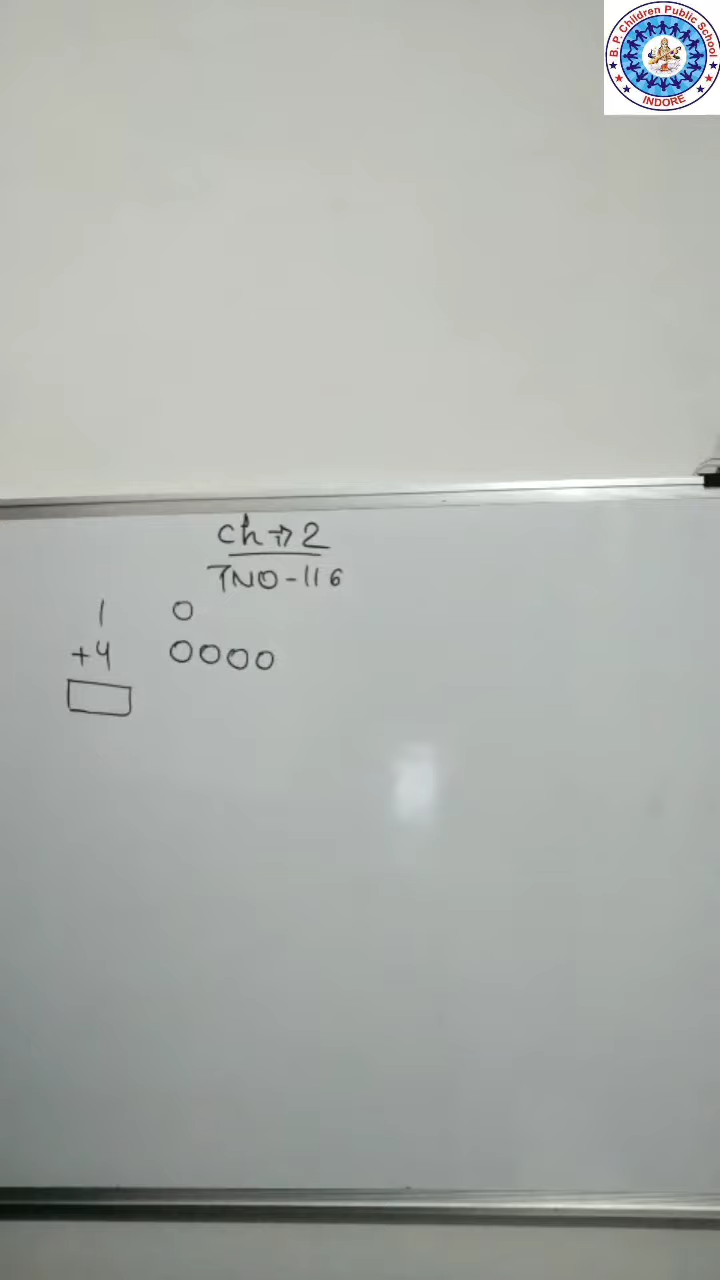 B. P. Children Public School
INDORE
Ch → 2
TNO-116
1 0
+4 0000